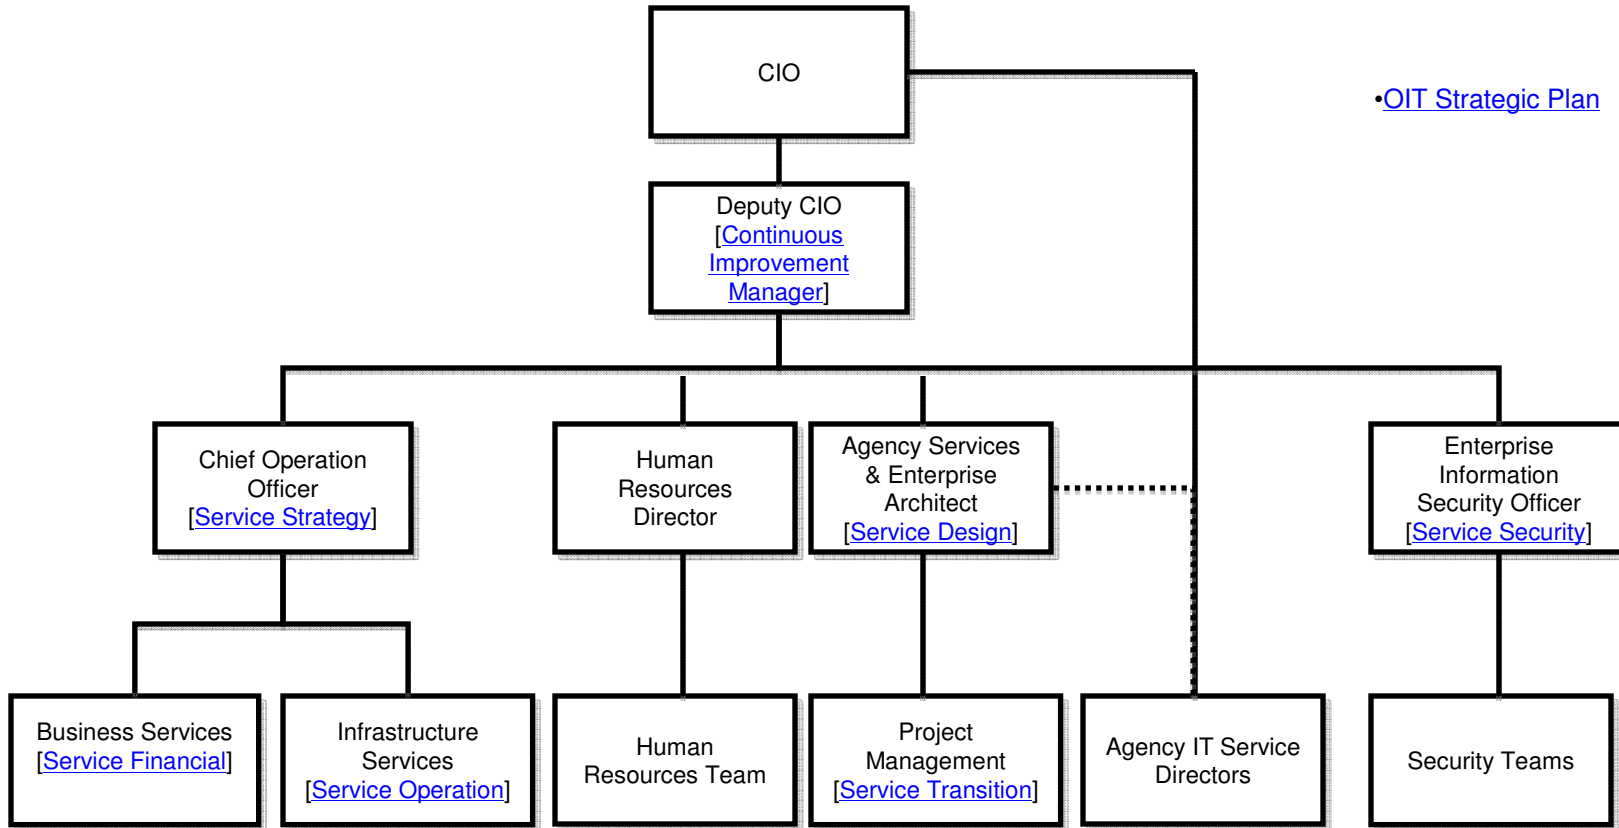 CIO
•OIT Strategic Plan
Deputy CIO
[Continuous
Improvement
Manager]
Chief Operation
Officer
[Service Strategy]
Human
Resources
Director
Agency Services
& Enterprise
Architect
[Service Design]
Enterprise
Information
Security Officer
[Service Security]
Business Services
[Service Financial]
Infrastructure
Services
[Service Operation]
Human
Resources Team
Project
Management
[Service Transition]
Agency IT Service
Directors
Security Teams